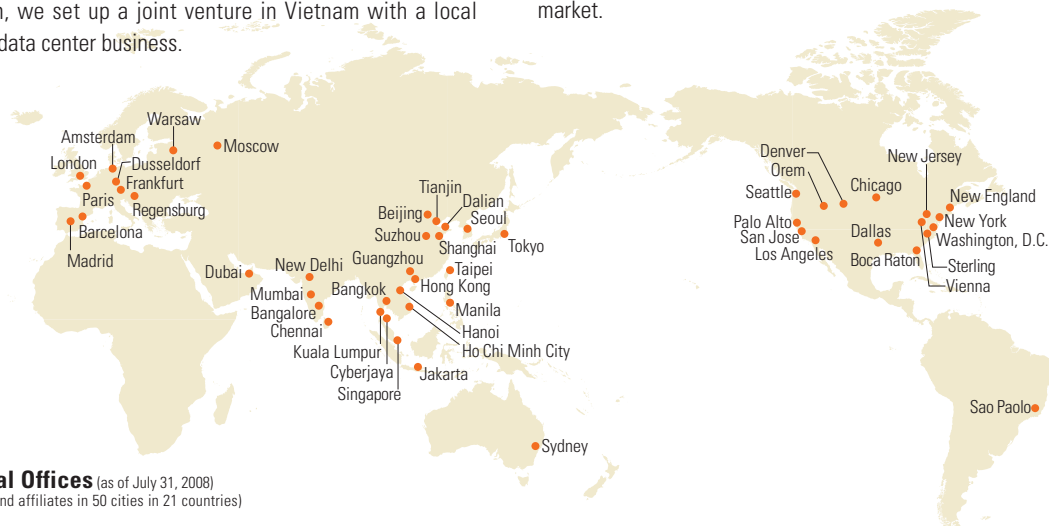 n, we set up a joint venture in Vietnam with a local
data center business.
market.
Warsaw
Amsterdam
Moscow
London
Dusseldorf
Frankfurt
Paris
Regensburg
Barcelona
Madrid
Tianjin
Dalian
Beijing
Seoul
Suzhou
Shanghai
Tokyo
Guangzhou
Dubai
New Delhi
Taipei
Hong Kong
Mumbai
Bangkok
Bangalore
Manila
Chennai
Hanoi
Kuala Lumpur
Ho Chi Minh City
Cyberjaya
Jakarta
Singapore
Sydney
Denver
New Jersey
Orem
Seattle
Chicago
New England
Palo Alto
New York
San Jose
Dallas
Washington, D.C.
Los Angeles
Boca Raton
Sterling
Vienna
Sao Paolo
al Offices (as of July 31, 2008)
nd affiliates in 50 cities in 21 countries)